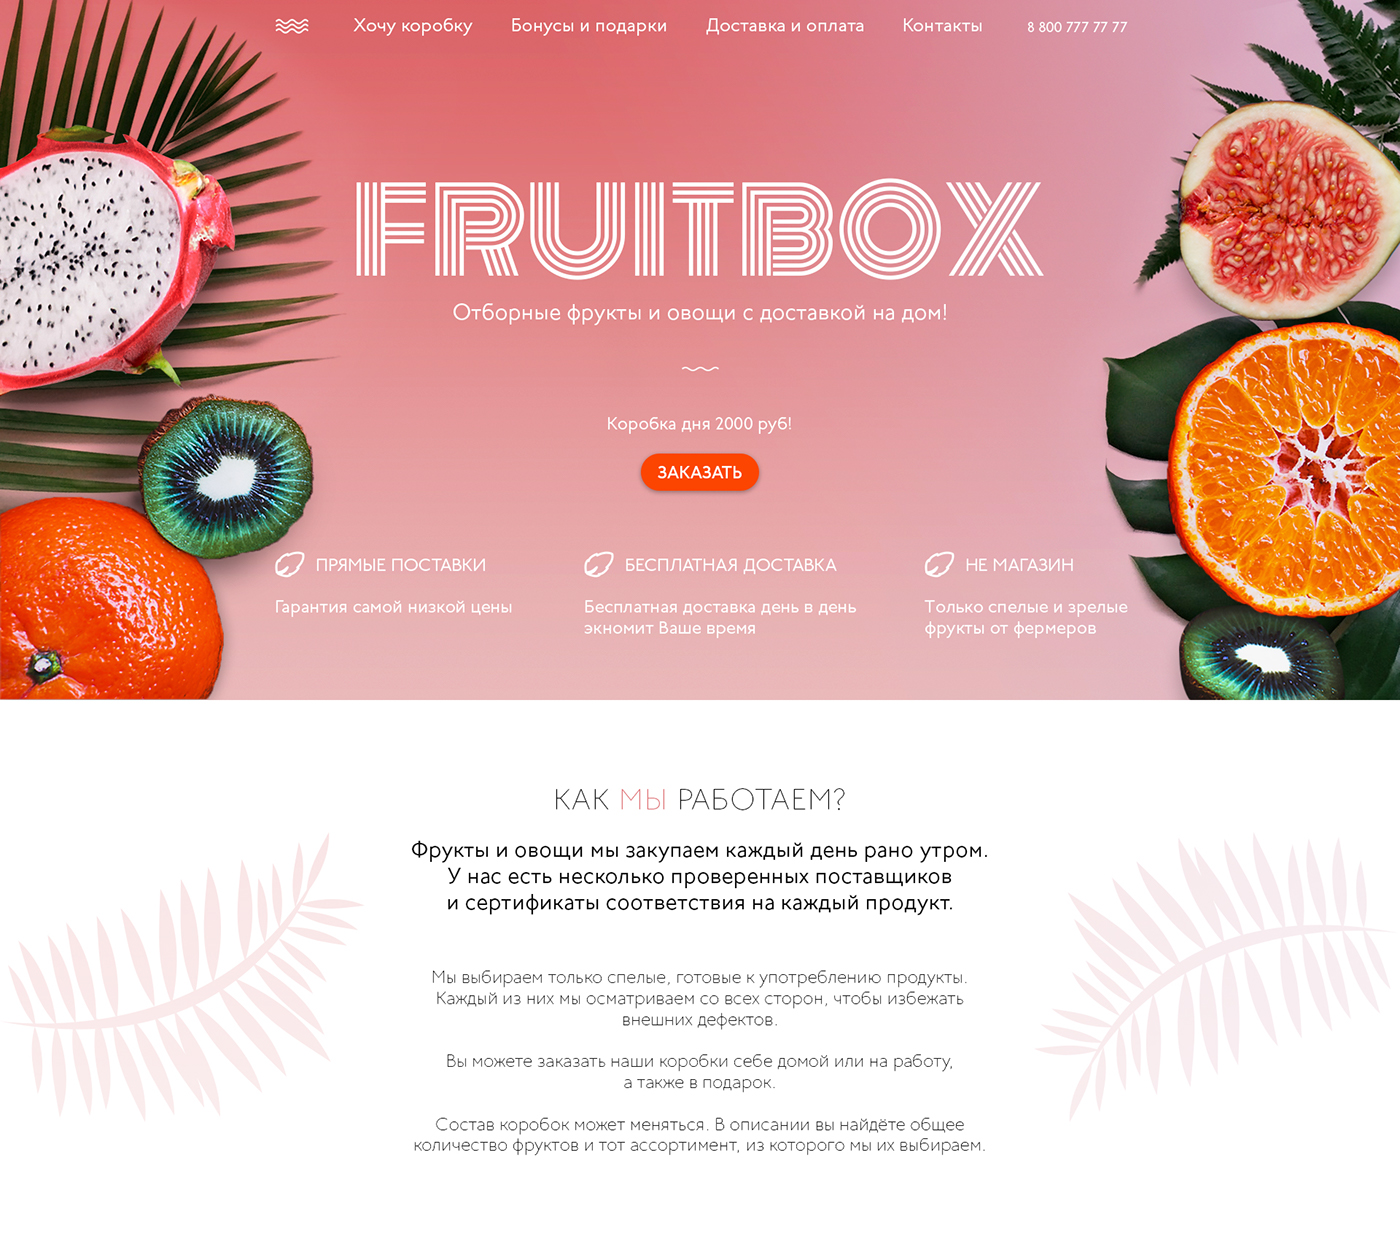 Хочу коробку
Бонусы и подарки
Доставка и оплата
Контакты
8 800 777 77 77
FRUITBOX
Отборные фрукты и овощи с доставкой на дом!
Коробка дня 2000 руб!
ЗАКАЗАТЬ
ПРЯМЫЕ ПОСТАВКИ
Гарантия самой низкой цены
БЕСПЛАТНАЯ ДОСТАВКА
Бесплатная доставка день в день
экномит Ваше время
НЕ МАГАЗИН
Только спелые и зрелые
фрукты от фермеров
КАК МЫ РАБОТАЕМ?
Фрукты и овощи мы закупаем каждый день рано утром.
У нас есть несколько проверенных поставщиков
и сертификаты соответствия на каждый продукт.
Мы выбираем только спелые, готовые к употреблению продукты.
Каждый из них мы осматриваем со всех сторон, чтобы избежать
внешних дефектов.
Вы можете заказать наши коробки себе домой или на работу,
а также в подарок.
Состав коробок может меняться. В описании вы найдёте общее
количество фруктов и тот ассортимент, из которого мы их выбираем.